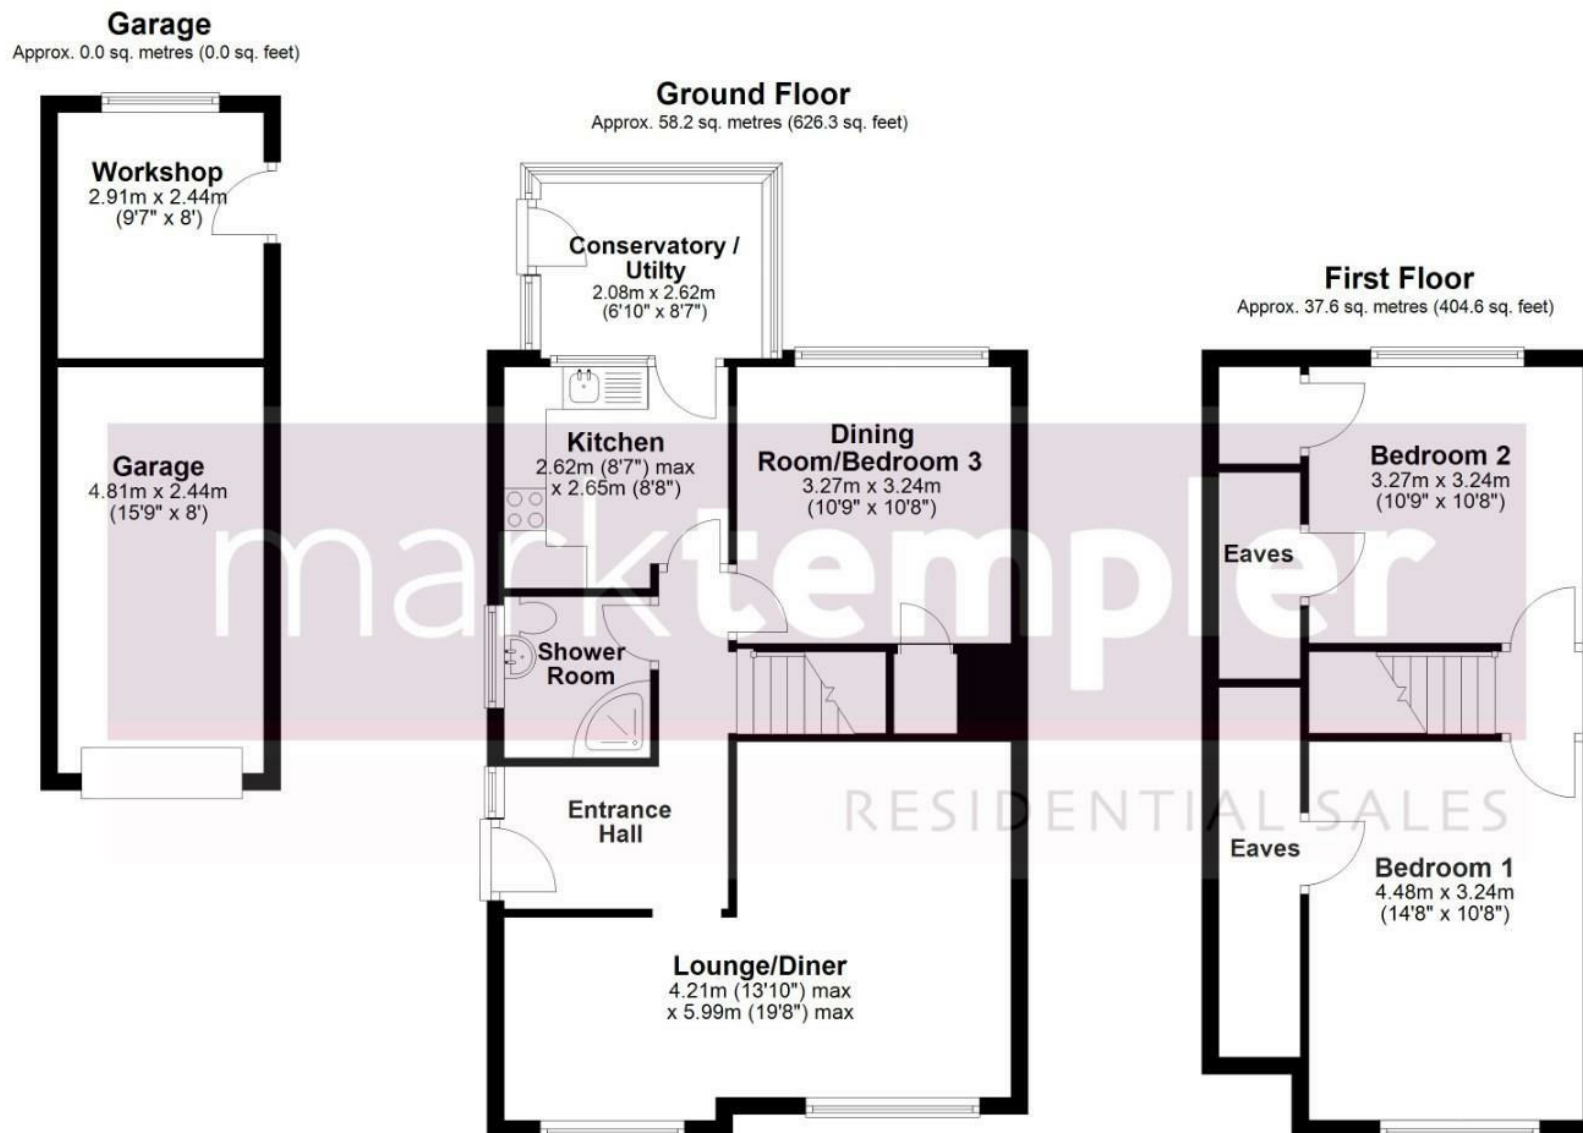 Garage
Approx. 0.0 sq. metres (0.0 sq. feet)
Workshop
2.91m x 2.44m
(9'7" x 8')
Garage
4.81m x 2.44m
(15'9" x 8')
Ground Floor
Approx. 58.2 sq. metres (626.3 sq. feet)
Conservatory /
Utilty
2.08m x 2.62m
(6'10" x 8'7")
Kitchen
2.62m (8'7") max
x 2.65m (8'8")
Dining
Room/Bedroom 3
3.27m x 3.24m
(10'9" x 10'8")
Shower
Room
Entrance
Hall
Lounge/Diner
4.21m (13'10") max
x 5.99m (19'8") max
First Floor
Approx. 37.6 sq. metres (404.6 sq. feet)
Bedroom 2
3.27m x 3.24m
(10'9" x 10'8")
Eaves
Eaves
Bedroom 1
4.48m x 3.24m
(14'8" x 10'8")
marktempler
RESIDENTIAL SALES